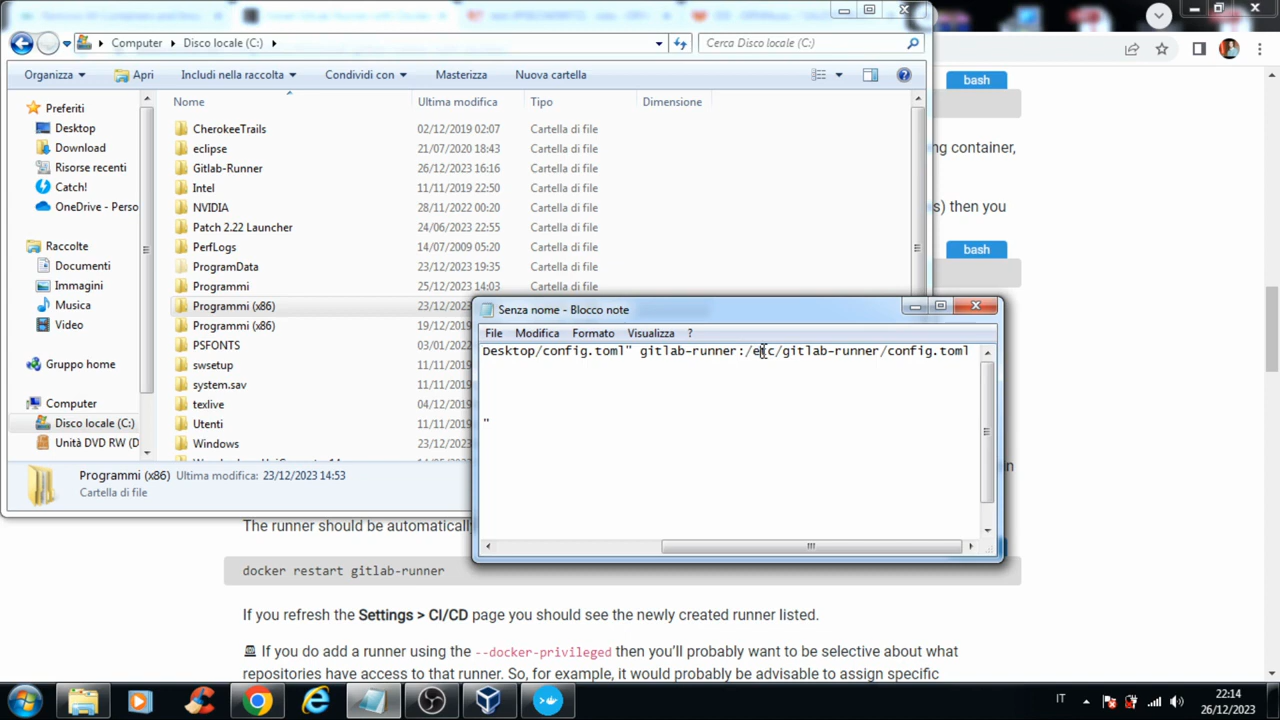 Computer
Disco locale (C:)
Cerca Disco locale (C:)
Organizza
Apri
Includi nella raccolta
Condividi con
Masterizza
Nuova cartella
bash
Preferiti
Desktop
Download
Risorse recenti
Catch!
OneDrive - Perso
Raccolte
Documenti
Immagini
Musica
Video
Gruppo home
Computer
Disco locale (C:)
Unità DVD RW (D
Nome Ultima modifica Tipo Dimensione
CherokeeTrails 02/12/2019 02:07 Cartella di file
eclipse 21/07/2020 18:43 Cartella di file
Gitlab-Runner 26/12/2023 16:16 Cartella di file
Intel 11/11/2019 22:50 Cartella di file
NVIDIA 28/11/2022 00:20 Cartella di file
Patch 2.22 Launcher 24/06/2023 22:55 Cartella di file
PerfLogs 14/07/2009 05:20 Cartella di file
ProgramData 23/12/2023 19:35 Cartella di file
Programmi 25/12/2023 14:03 Cartella di file
Programmi (x86) 23/12/2023
Programmi (x86) 19/12/
PSFONTS 03/01/2022
swsetup 11/11/2019
system.sav 11/11/2019
texlive 04/12/2019
Utenti 11/11/2019
Windows 23/12/2023
Programmi (x86) Ultima modifica: 23/12/2023 14:53
Cartella di file
ng container,
s) then you
bash
Senza nome - Blocco note
File Modifica Formato Visualizza ?
Desktop/config.toml" gitlab-runner:/etc/gitlab-runner/config.toml
"
The runner should be automatically
docker restart gitlab-runner
If you refresh the Settings > CI/CD page you should see the newly created runner listed.
If you do add a runner using the --docker-privileged then you'll probably want to be selective about what
repositories have access to that runner. So, for example, it would probably be advisable to assign specific
IT
22:14
26/12/2023